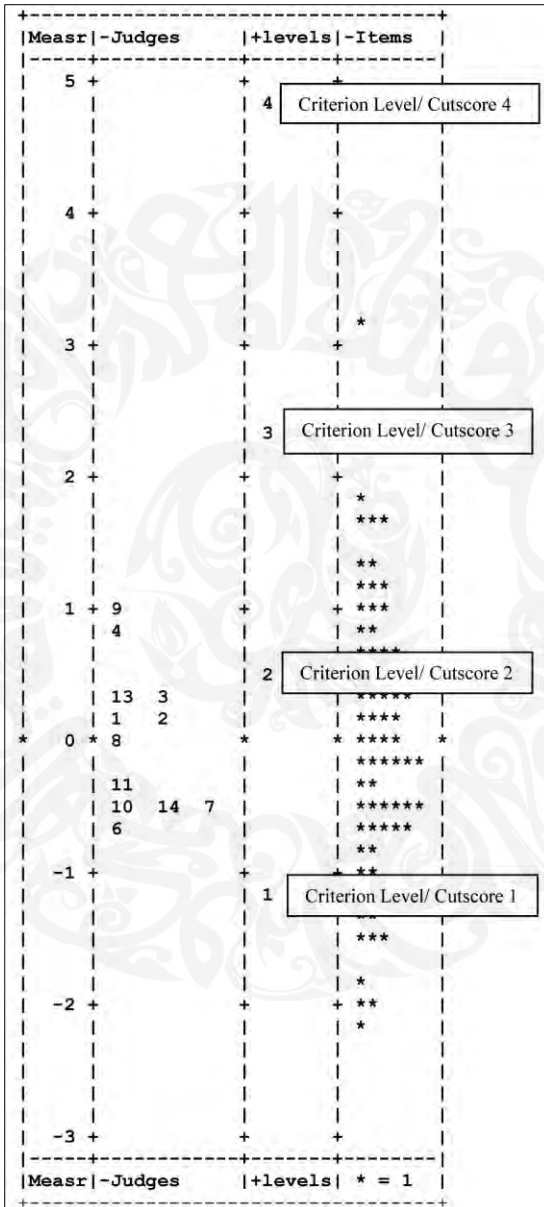 +---------------------------------------+
|Measr|-Judges |+levels|-Items |
5
4 Criterion Level/ Cutscore 4
4
*
3
3 Criterion Level/ Cutscore 3
2
*
***
**
***
1 9 ***
4 **
2 Criterion Level/ Cutscore 2
13 3 *****
1 2 ****
* 0 * 8 * * **** *
******
11 **
10 14 7 ******
6 *****
**
-1 **
1 Criterion Level/ Cutscore 1
***
*
-2 **
*
-3
|Measr|-Judges |+levels| * = 1 |